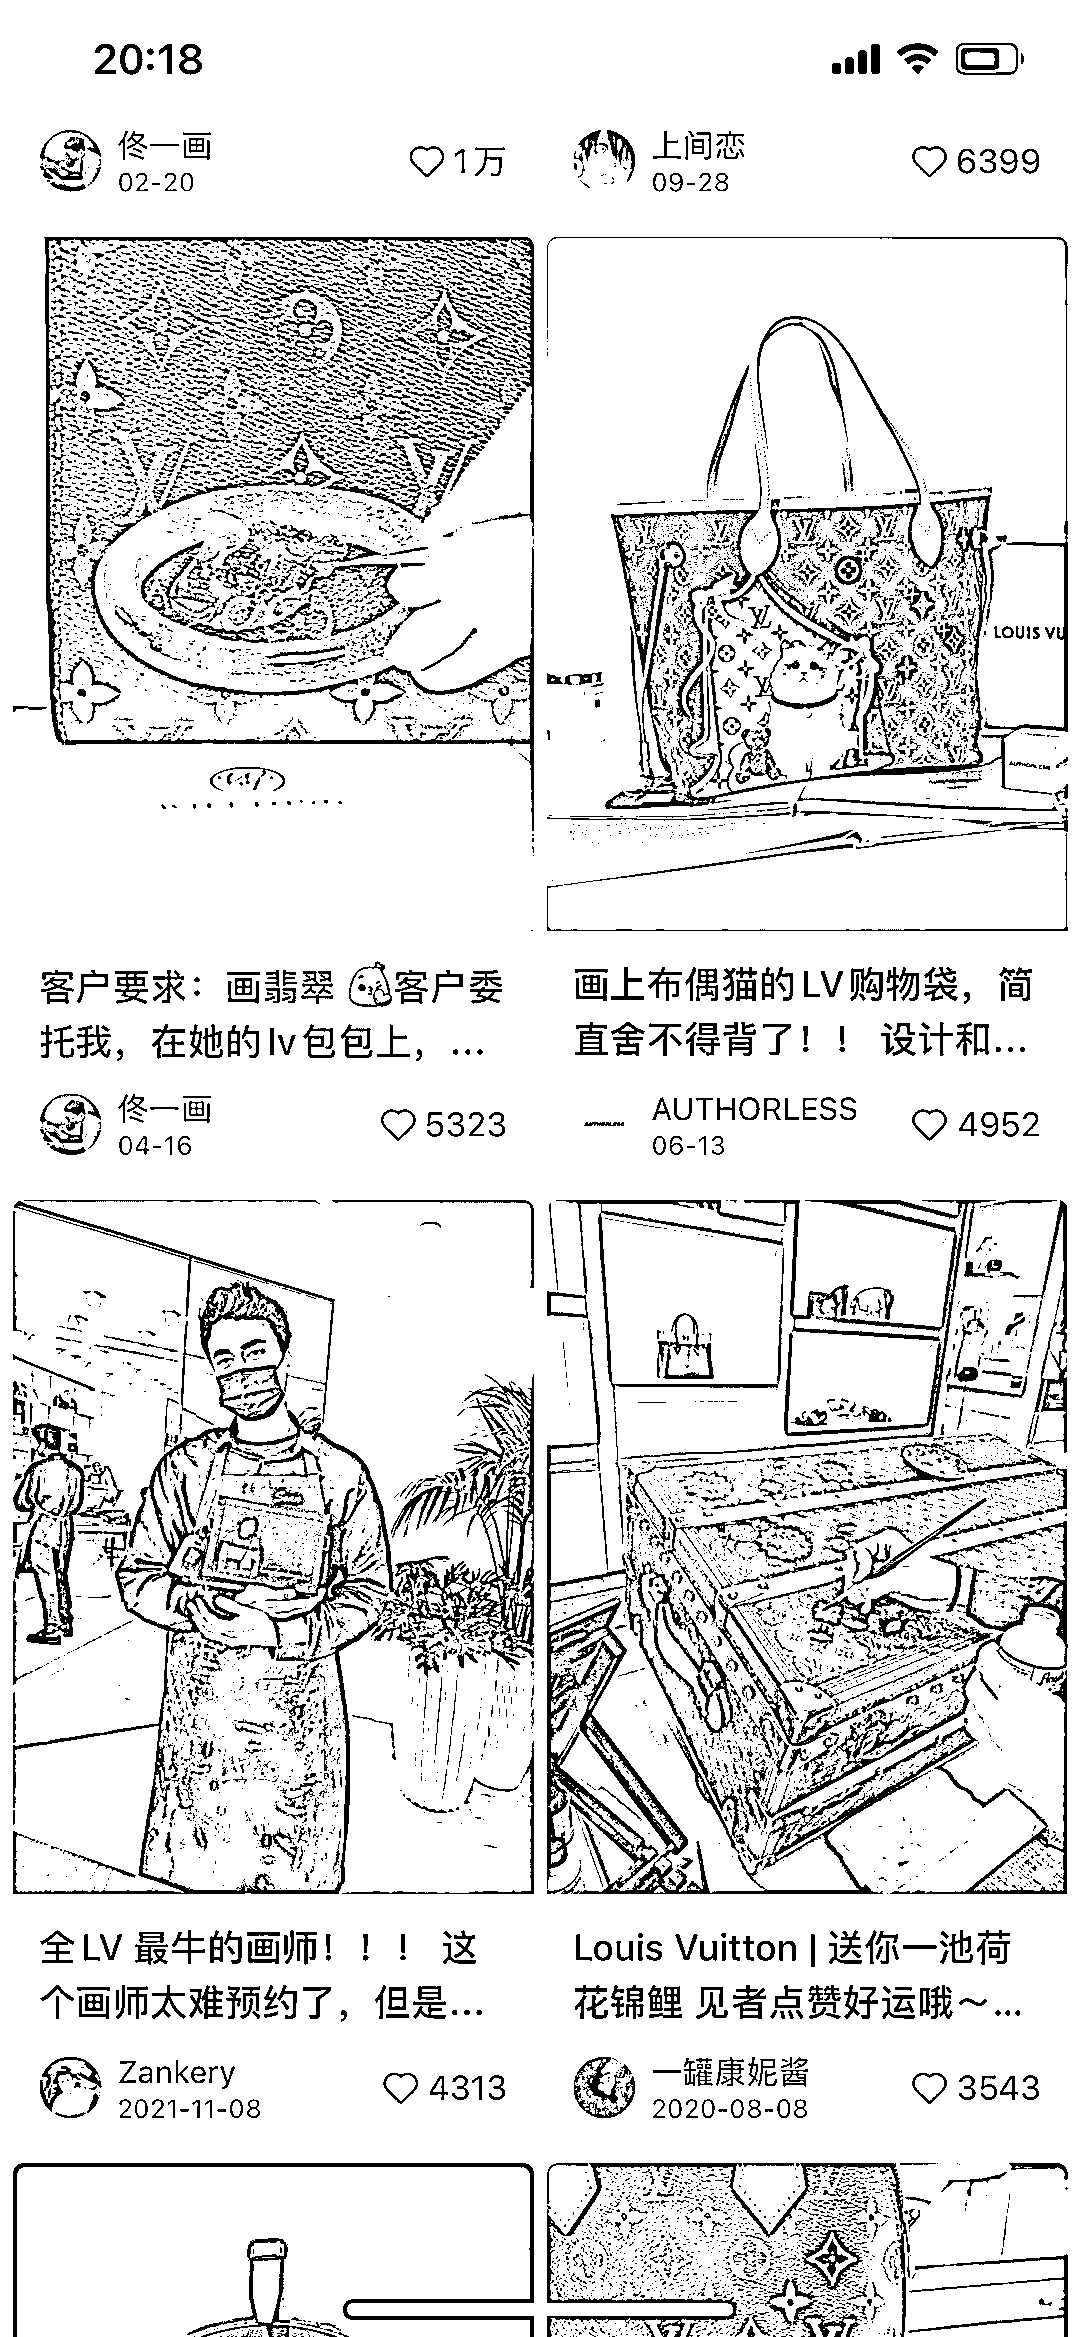 20:18
佟一画
02-20
1万
上间恋
09-28
6399
LOUIS VU
AUTHORLESS
客户要求：画翡翠 客户委
托我，在她的lv包包上，...
佟一画
04-16
5323
画上布偶猫的LV购物袋，简
直舍不得背了！！ 设计和...
AUTHORLESS
AUTHORLESS
06-13
4952
全LV 最牛的画师！！！ 这
个画师太难预约了，但是...
Zankery
2021-11-08
4313
Louis Vuitton | 送你一池荷
花锦鲤 见者点赞好运哦～...
一罐康妮酱
2020-08-08
3543